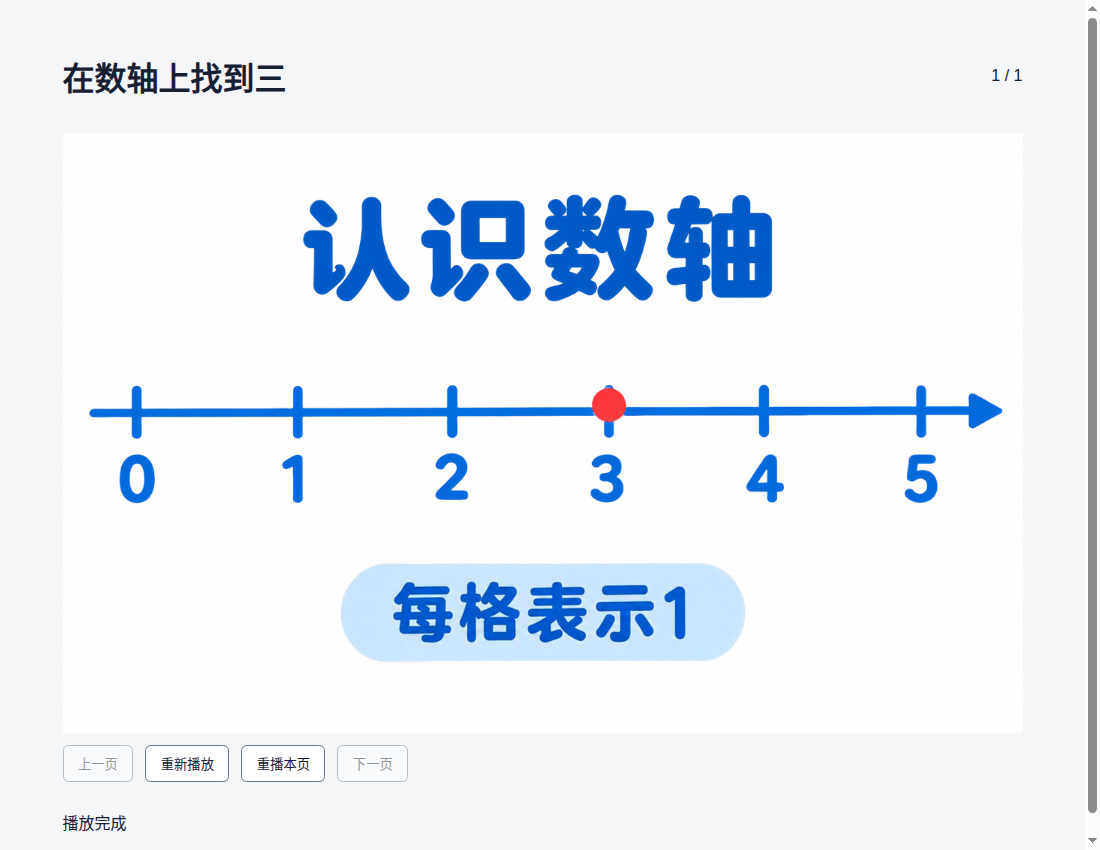 在数轴上找到三
1 / 1
认识数轴
0 1 2 3 4 5
每格表示1
上一页 重新播放 重播本页 下一页
播放完成